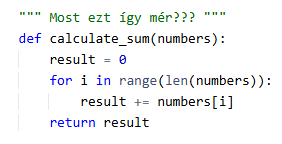 """ Most ezt így mér??? """
def calculate_sum(numbers):
    result = 0
    for i in range(len(numbers)):
        result += numbers[i]
    return result